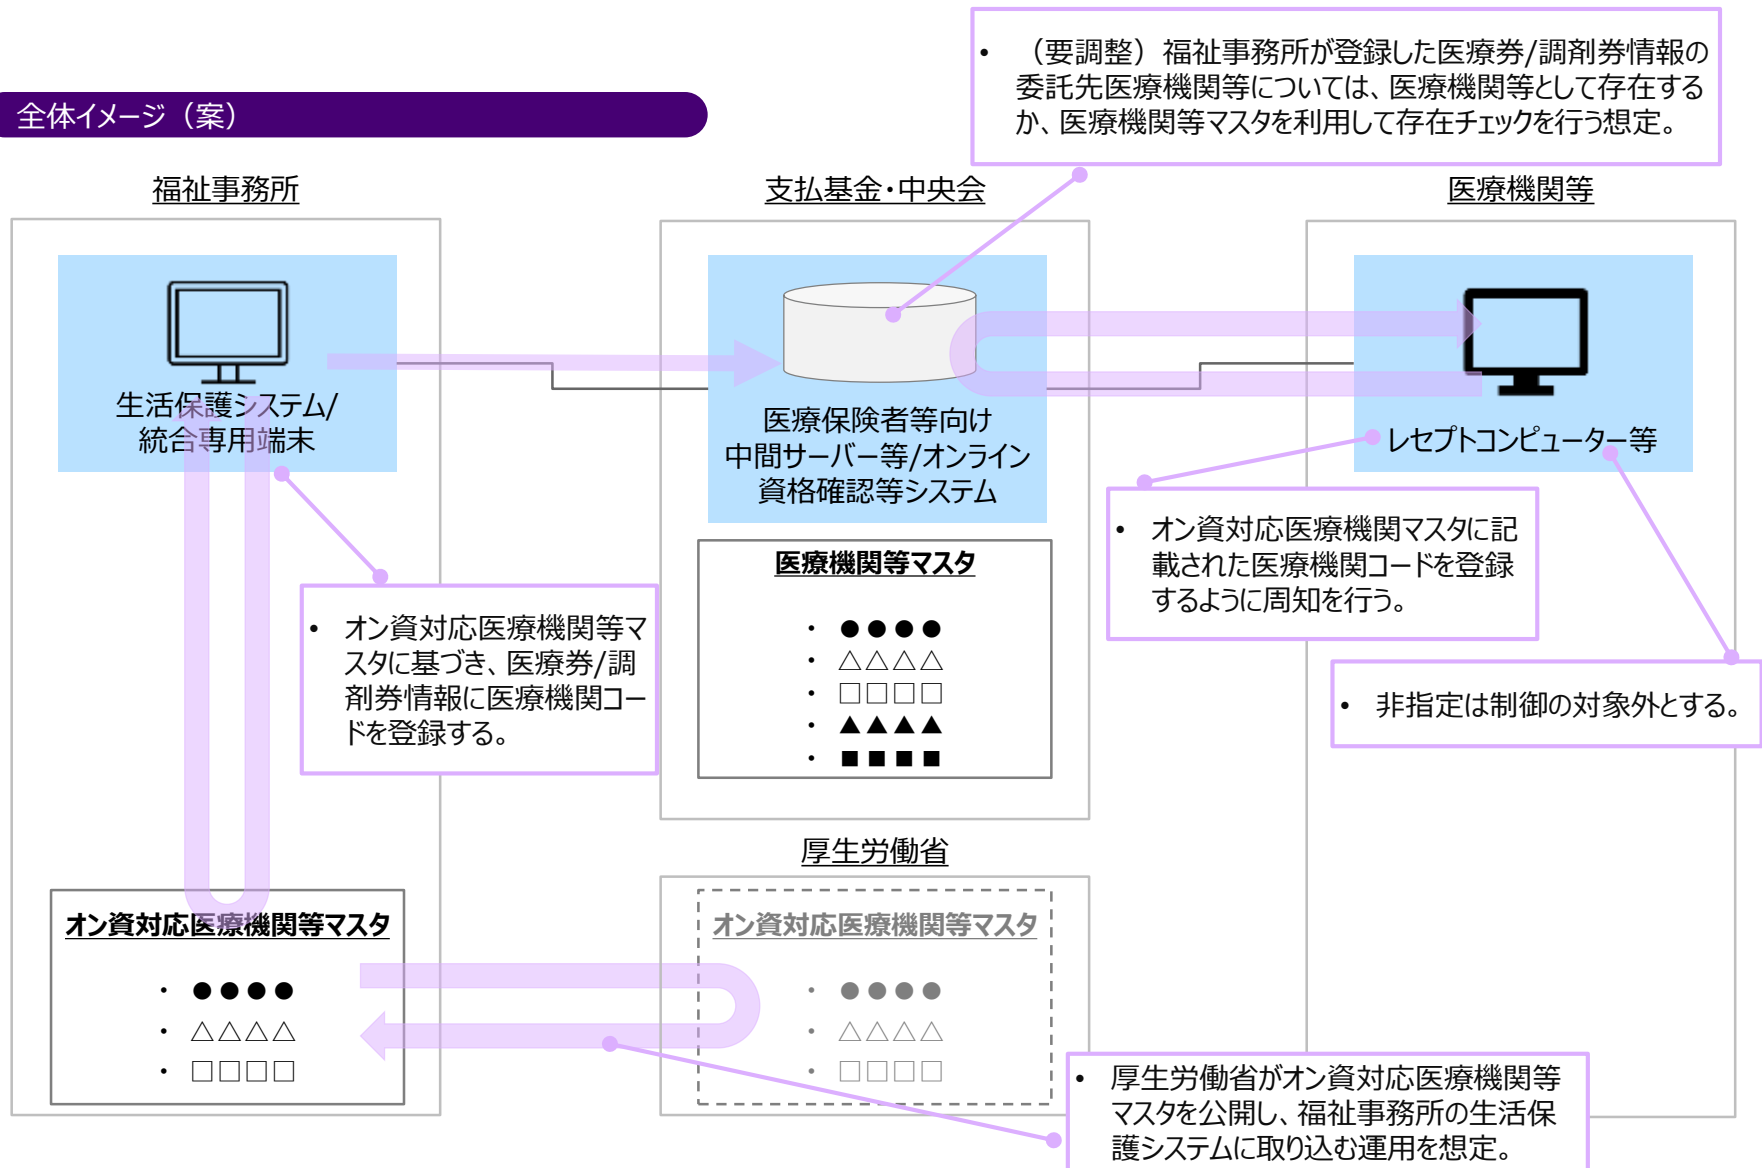 • （要調整）福祉事務所が登録した医療券/調剤券情報の
委託先医療機関等については、医療機関等として存在する
か、医療機関等マスタを利用して存在チェックを行う想定。
全体イメージ（案）
福祉事務所
支払基金・中央会
医療機関等
生活保護システム/
統合専用端末
医療保険者等向け
中間サーバー等/オンライン
資格確認等システム
レセプトコンピューター等
• オン資対応医療機関マスタに記
載された医療機関コードを登録
するように周知を行う。
医療機関等マスタ
・ ●●●●
・ △△△△
・ □□□□
・ ▲▲▲▲
・ ■■■■
• オン資対応医療機関等マ
スタに基づき、医療券/調
剤券情報に医療機関コー
ドを登録する。
• 非指定は制御の対象外とする。
厚生労働省
オン資対応医療機関等マスタ
・ ●●●●
・ △△△△
・ □□□□
オン資対応医療機関等マスタ
・ ●●●●
・ △△△△
・ □□□□
• 厚生労働省がオン資対応医療機関等
マスタを公開し、福祉事務所の生活保
護システムに取り込む運用を想定。